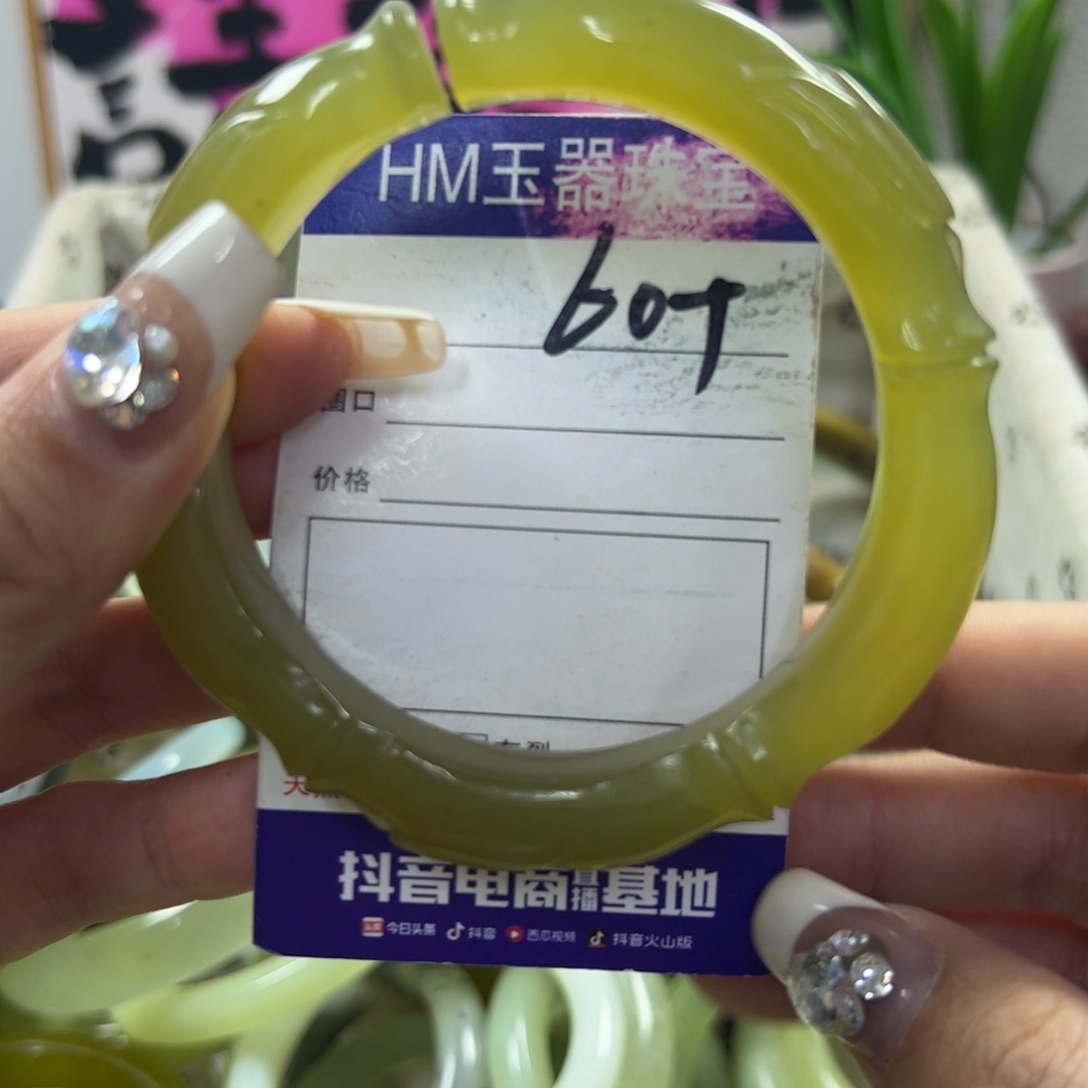 HM玉器珠宝
60+
圈口
价格
抖音电商直播基地
今日头条 抖音 西瓜视频 抖音火山版